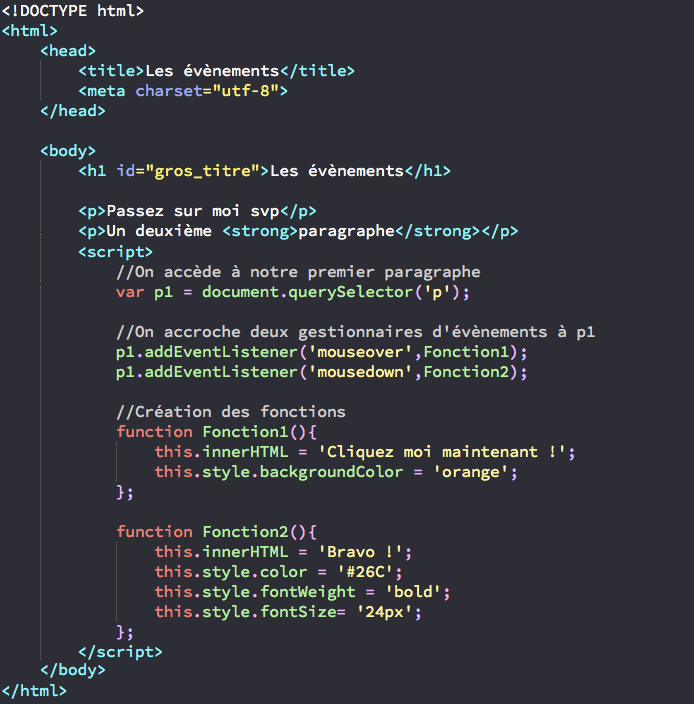 <!DOCTYPE html>
<html>
    <head>
        <title>Les évènements</title>
        <meta charset="utf-8">
    </head>

    <body>
        <h1 id="gros_titre">Les évènements</h1>

        <p>Passez sur moi svp</p>
        <p>Un deuxième <strong>paragraphe</strong></p>
        <script>
            //On accède à notre premier paragraphe
            var p1 = document.querySelector('p');

            //On accroche deux gestionnaires d'évènements à p1
            p1.addEventListener('mouseover',Fonction1);
            p1.addEventListener('mousedown',Fonction2);

            //Création des fonctions
            function Fonction1(){
                this.innerHTML = 'Cliquez moi maintenant !';
                this.style.backgroundColor = 'orange';
            };

            function Fonction2(){
                this.innerHTML = 'Bravo !';
                this.style.color = '#26C';
                this.style.fontWeight = 'bold';
                this.style.fontSize= '24px';
            };
        </script>
    </body>
</html>